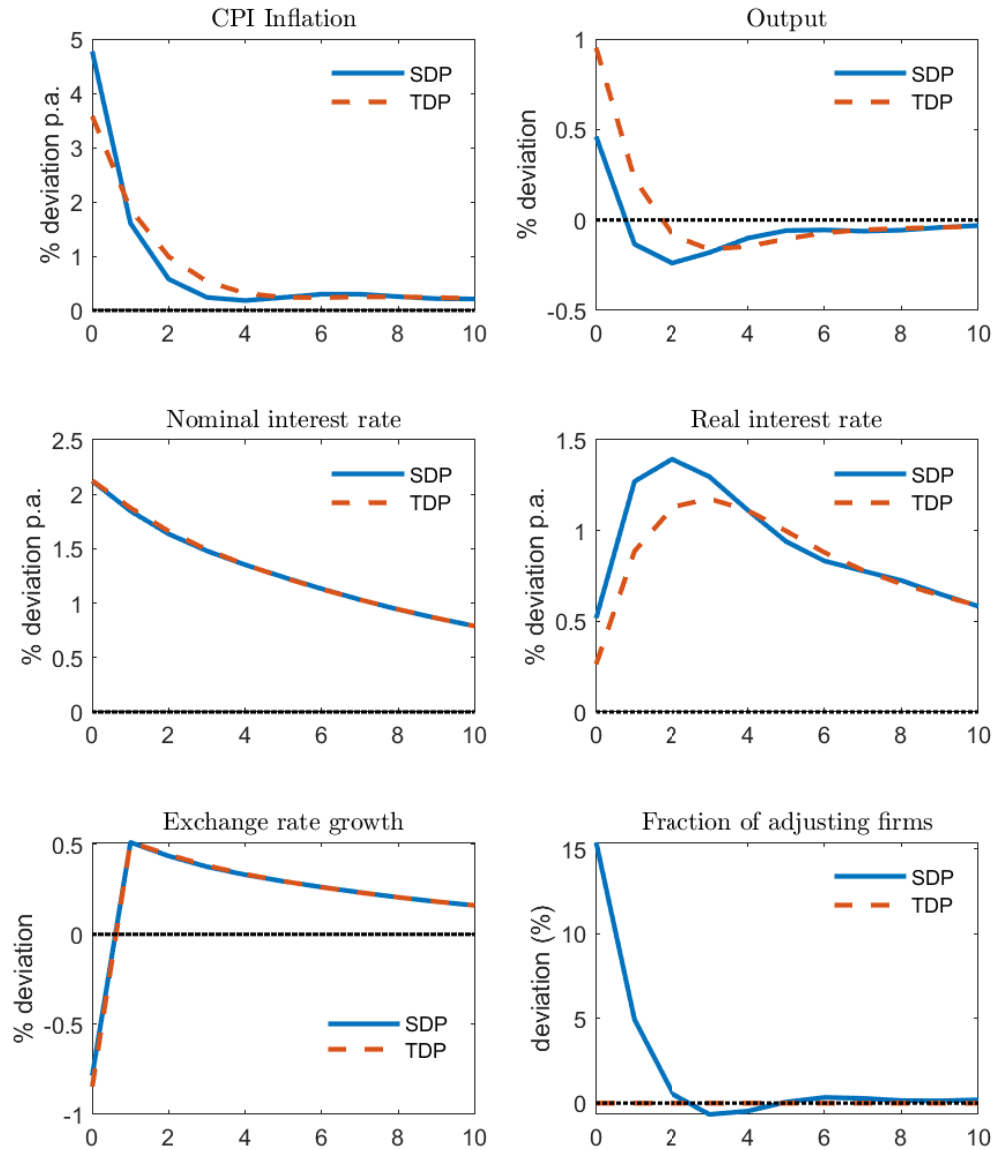 CPI Inflation
% deviation p.a.
5
4
3
2
1
0
0 2 4 6 8 10
SDP
TDP
Output
% deviation
1
0.5
0
-0.5
0 2 4 6 8 10
SDP
TDP
Nominal interest rate
% deviation p.a.
2.5
2
1.5
1
0.5
0
0 2 4 6 8 10
SDP
TDP
Real interest rate
% deviation p.a.
1.5
1
0.5
0
0 2 4 6 8 10
SDP
TDP
Exchange rate growth
% deviation
0.5
0
-0.5
-1
0 2 4 6 8 10
SDP
TDP
Fraction of adjusting firms
deviation (%)
15
10
5
0
0 2 4 6 8 10
SDP
TDP